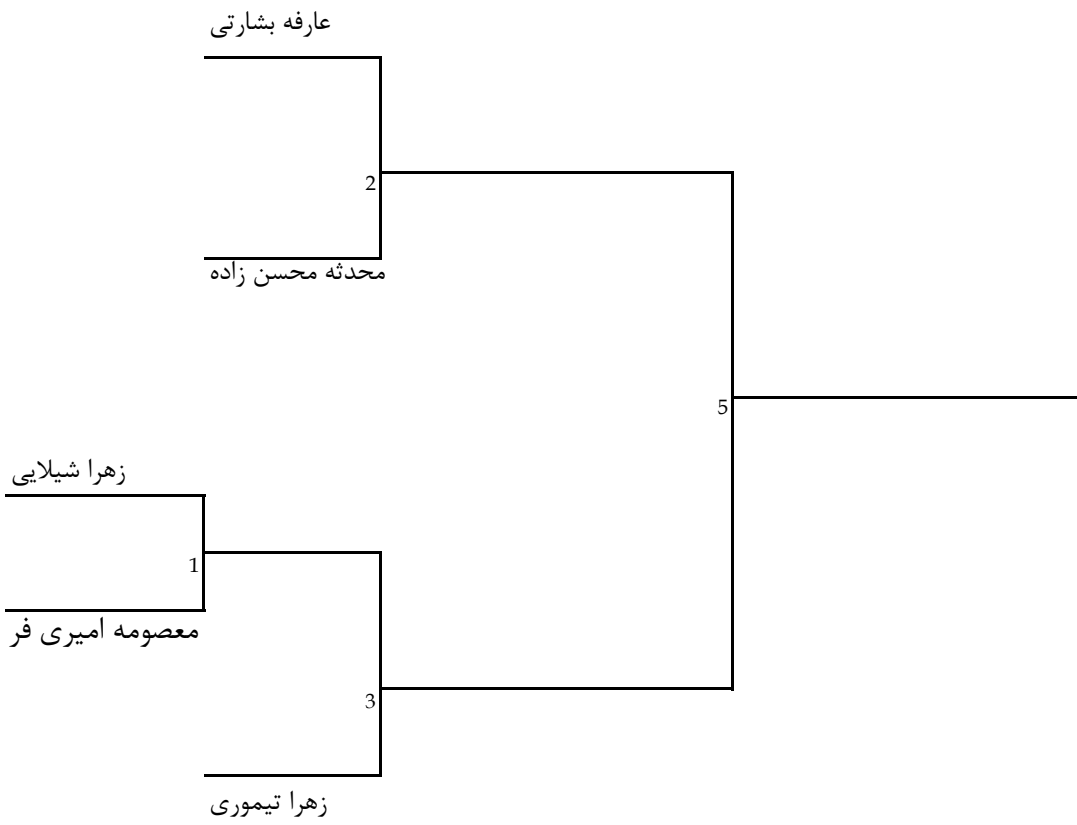 عارفه بشارتی
2
محدثه محسن زاده
5
زهرا شیلایی
1
معصومه امیری فر
3
زهرا تیموری